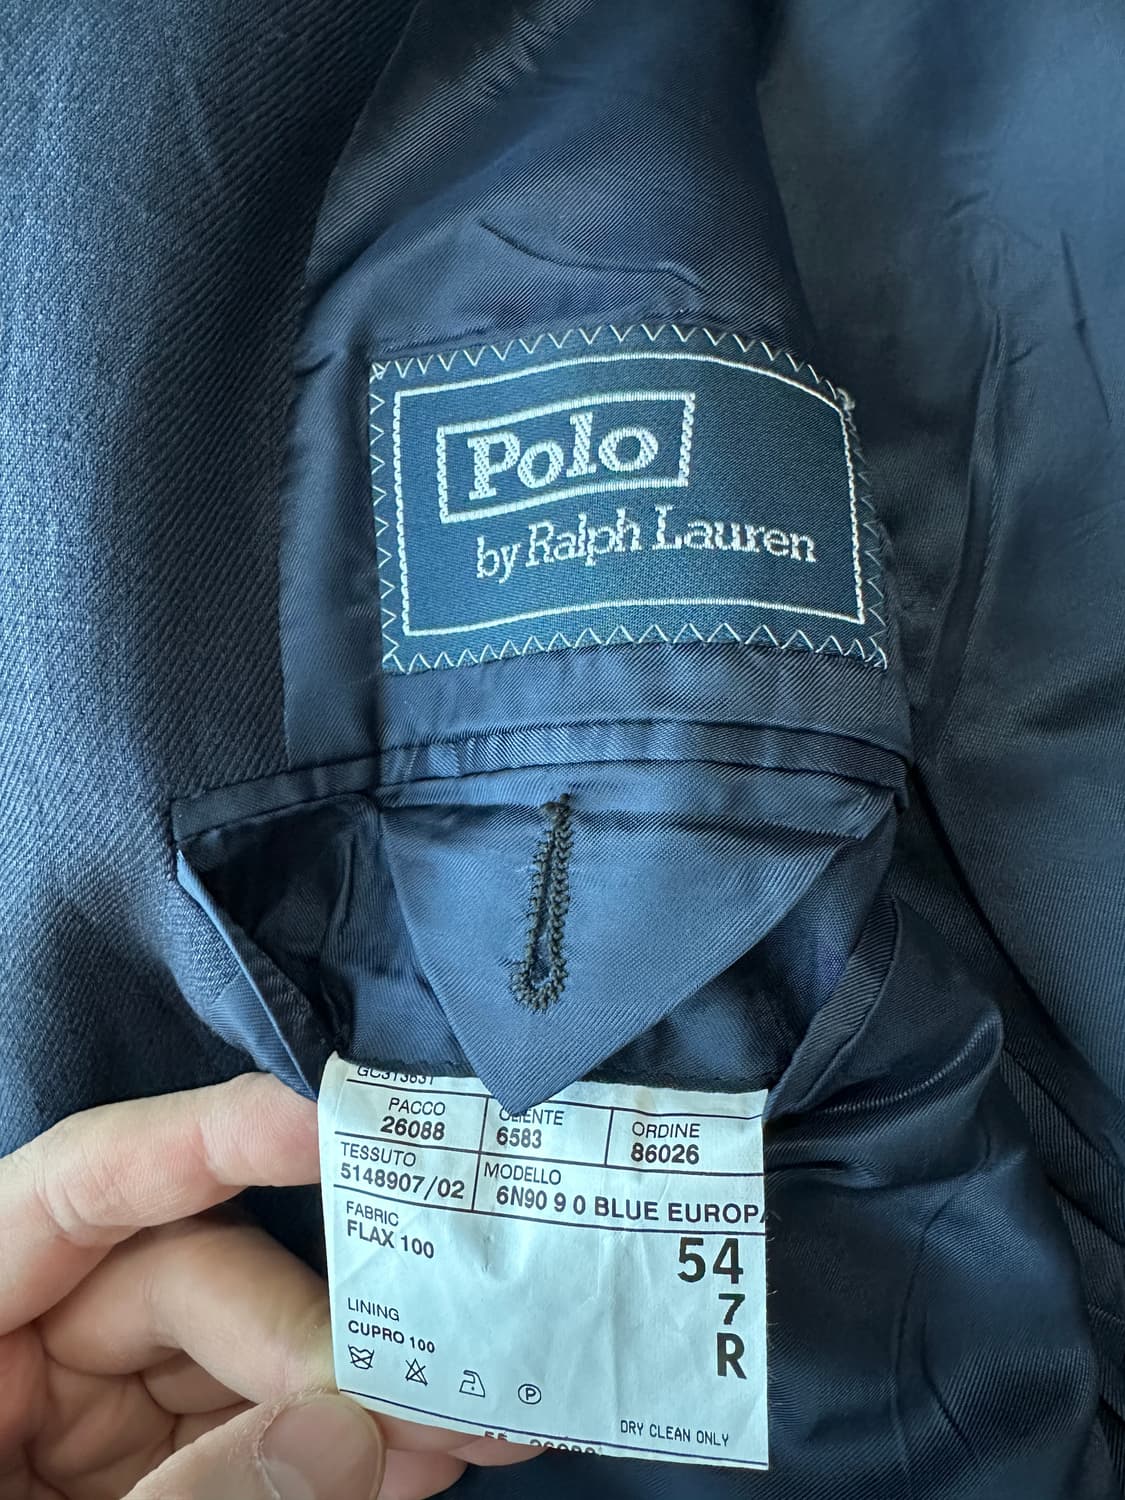 Polo
by Ralph Lauren
GC313631
PACCO CLIENTE ORDINE
26088 6583 86026
TESSUTO MODELLO
5148907/02 6N90 9 0 BLUE EUROPA
FABRIC
FLAX 100
54
7
R
LINING
CUPRO 100
P
DRY CLEAN ONLY